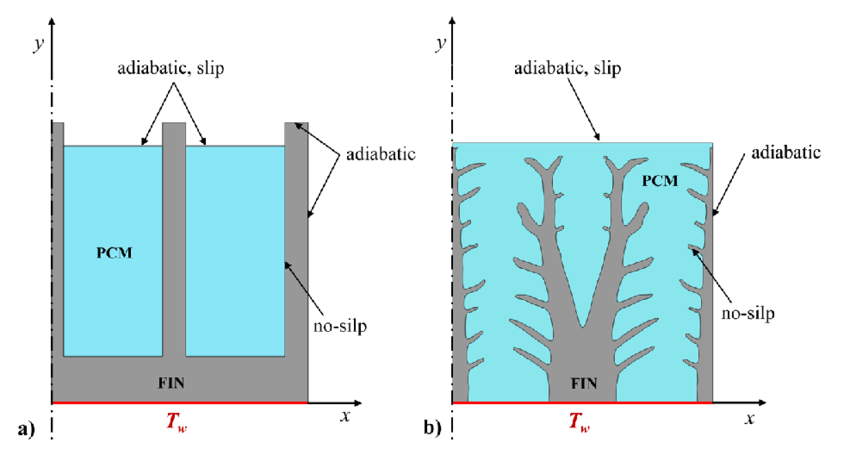 y
adiabatic, slip
adiabatic
PCM
no-silp
FIN
x
a)
T_w
y
adiabatic, slip
PCM
adiabatic
no-silp
FIN
x
b)
T_w